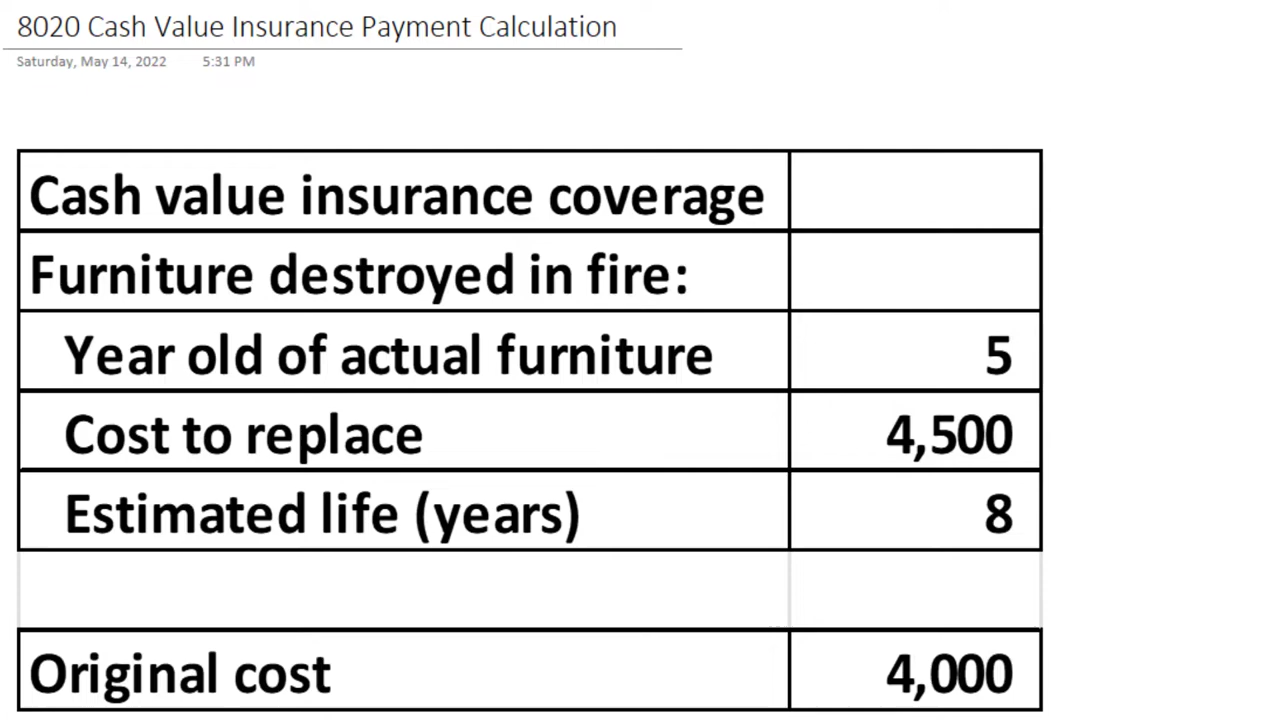 8020 Cash Value Insurance Payment Calculation
Saturday, May 14, 2022 5:31 PM
Cash value insurance coverage
Furniture destroyed in fire:
Year old of actual furniture 5
Cost to replace 4,500
Estimated life (years) 8
Original cost 4,000